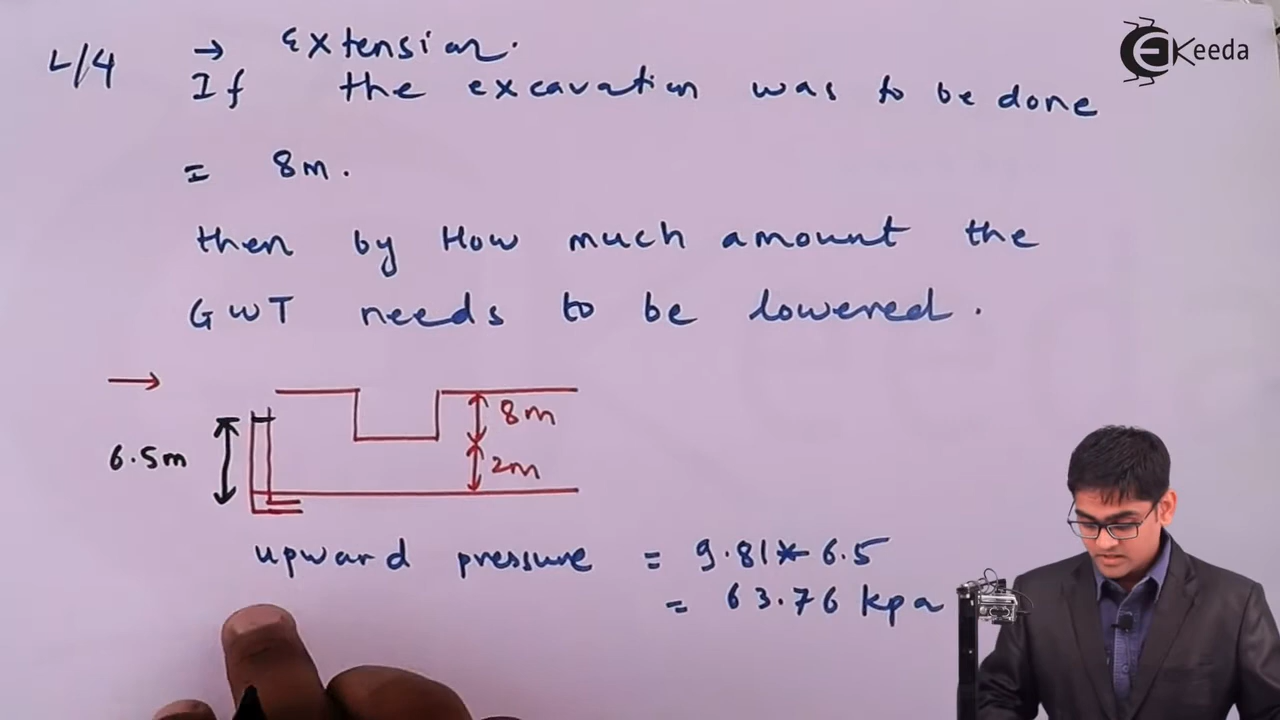 Keeda
L/4 → Extension.
If the excavation was to be done
= 8m.
then by How much amount the
GWT needs to be lowered.
→
8m
6.5m
2m
upward pressure = 9.81 * 6.5
= 63.76 kpa